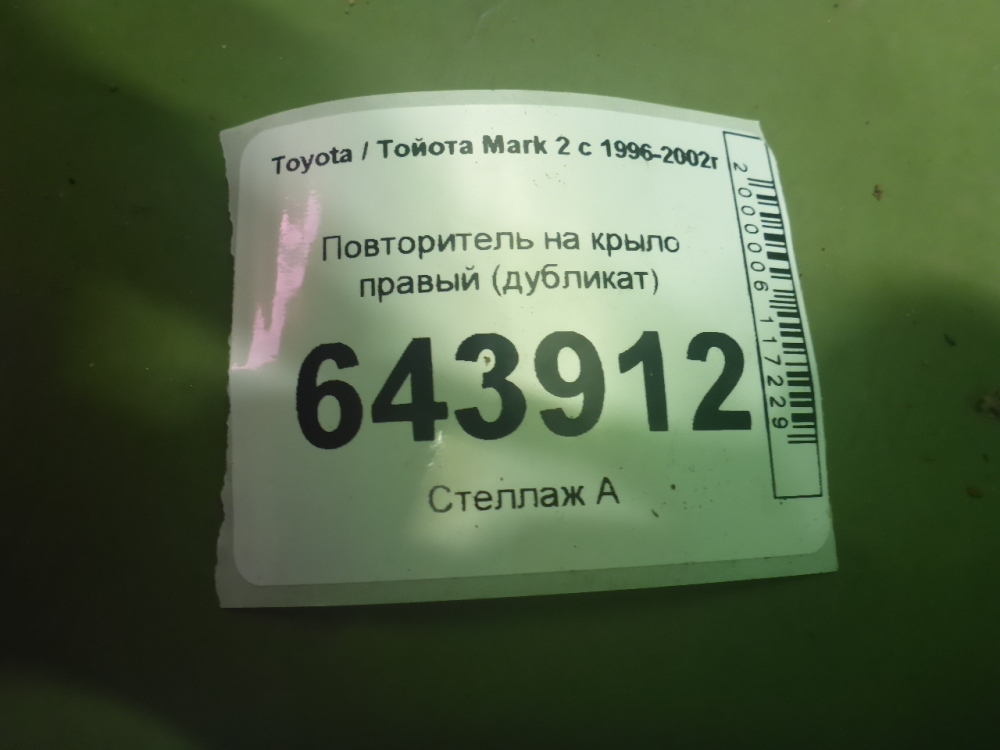 Toyota / Тойота Mark 2 с 1996-2002г
Повторитель на крыло
правый (дубликат)
643912
Стеллаж А
2000006117229